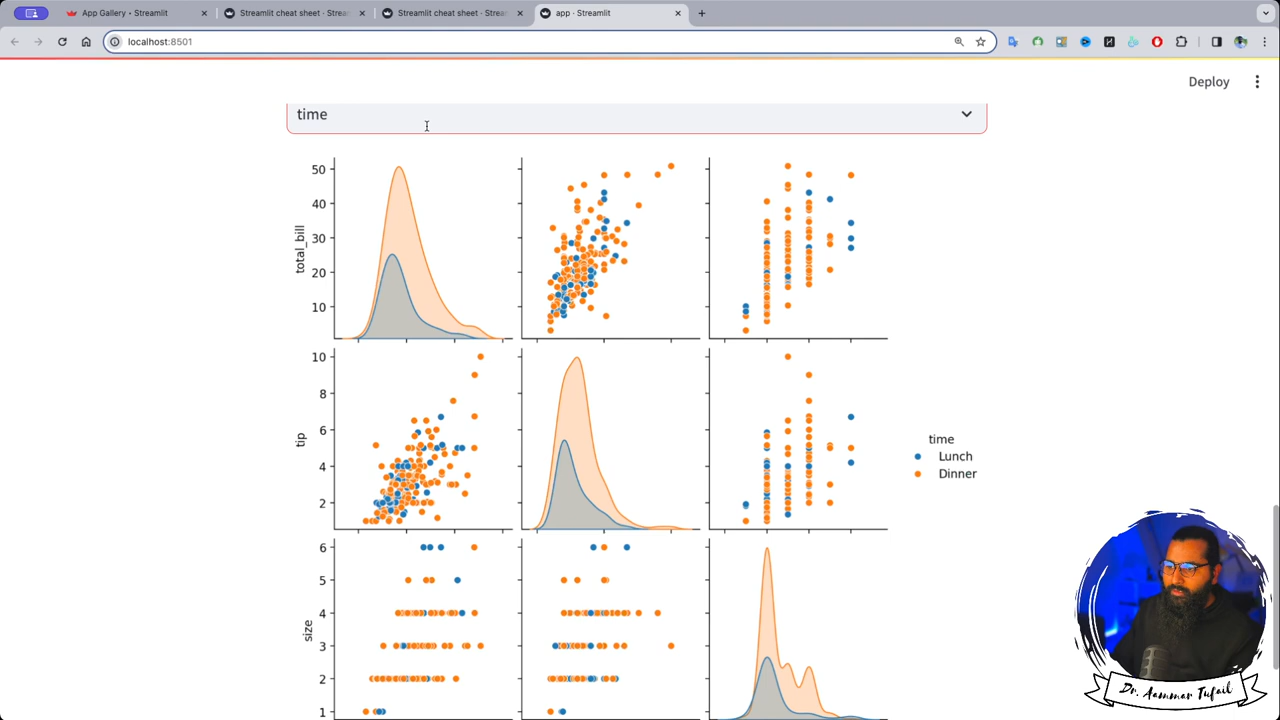 App Gallery • Streamlit
Streamlit cheat sheet - Stream
Streamlit cheat sheet - Strea
app · Streamlit
localhost:8501
Deploy
time
50
40
30
20
10
total_bill
10
8
6
4
2
tip
time
Lunch
Dinner
6
5
4
3
2
1
size
Dr. Aammar Tufail